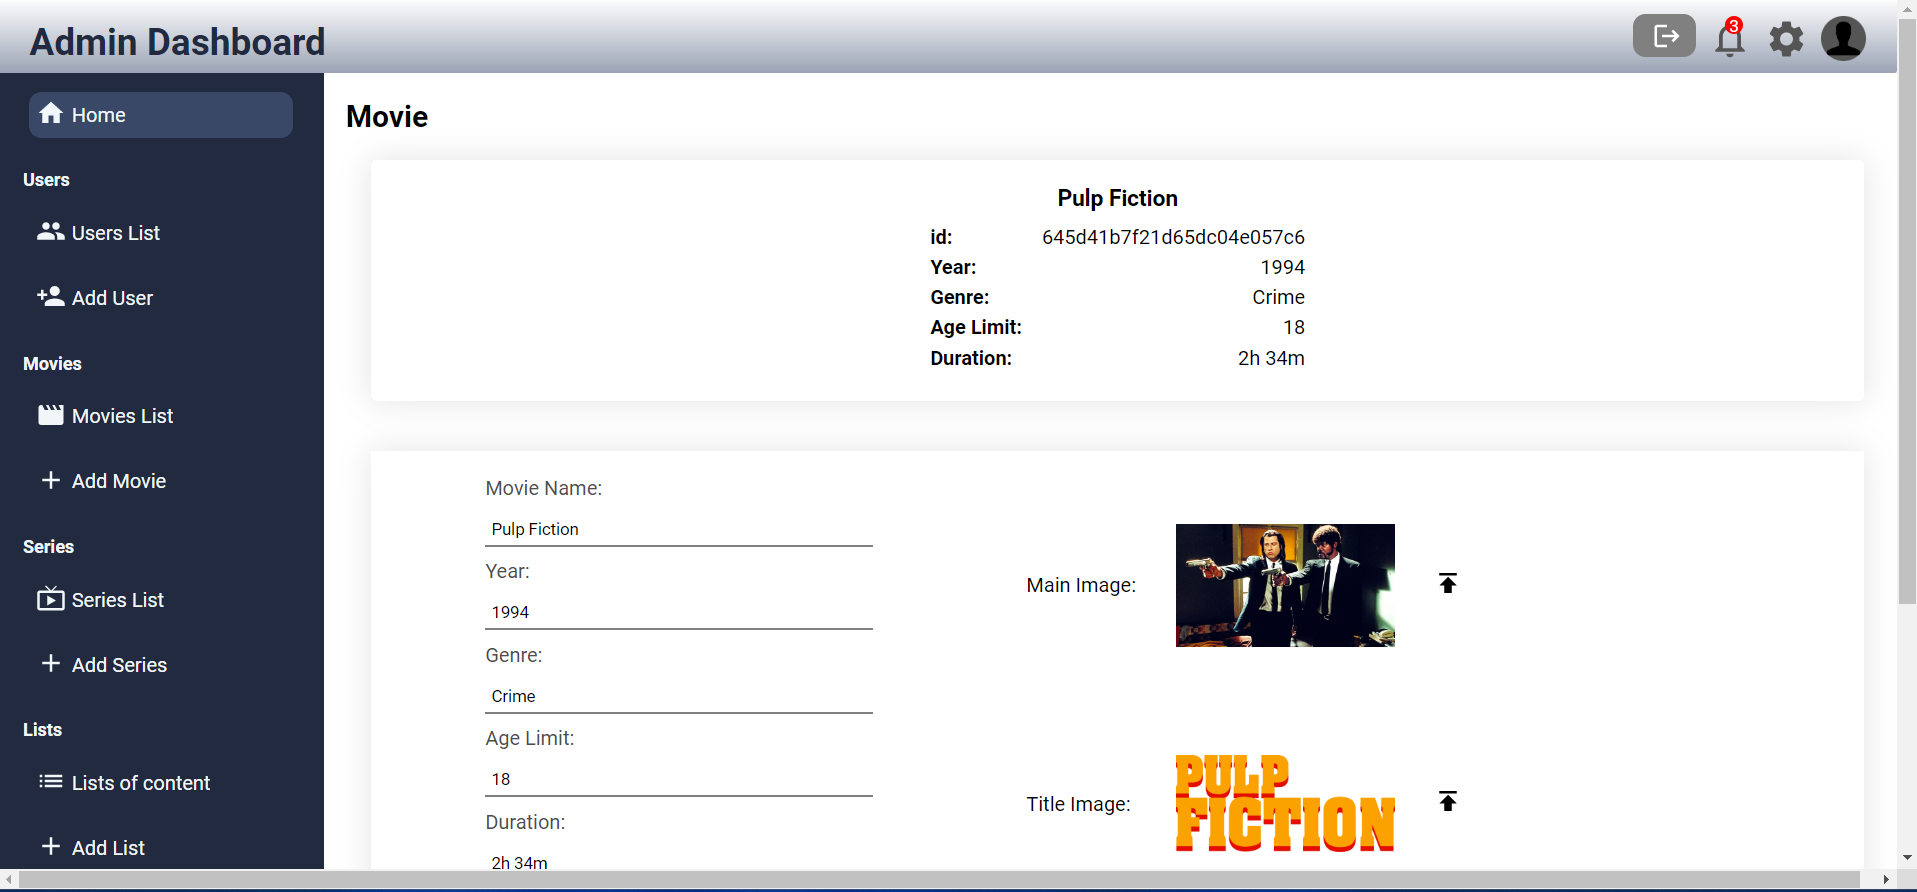 Admin Dashboard
3
Home
Users
Users List
Add User
Movies
Movies List
Add Movie
Series
Series List
Add Series
Lists
Lists of content
Add List
Movie
Pulp Fiction
id: 645d41b7f21d65dc04e057c6
Year: 1994
Genre: Crime
Age Limit: 18
Duration: 2h 34m
Movie Name:
Pulp Fiction
Year:
1994
Genre:
Crime
Age Limit:
18
Duration:
2h 34m
Main Image:
Title Image:
PULP
FICTION